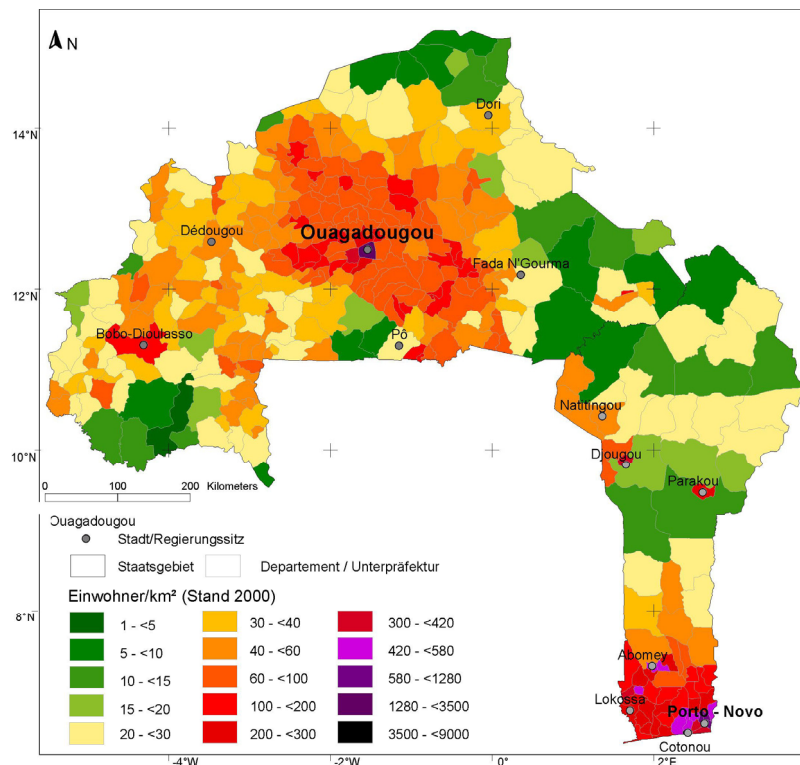 N
14°N
Dori
Dédougou
Ouagadougou
Fada N'Gourma
12°N
Bobo-Dioulasso
Pô
Natitingou
10°N
Djougou
Parakou
0 100 200 Kilometers
Ouagadougou
Stadt/Regierungssitz
Staatsgebiet
Departement / Unterpräfektur
Einwohner/km² (Stand 2000)
1 - <5
5 - <10
10 - <15
15 - <20
20 - <30
30 - <40
40 - <60
60 - <100
100 - <200
200 - <300
300 - <420
420 - <580
580 - <1280
1280 - <3500
3500 - <9000
8°N
Abomey
Lokossa
Porto - Novo
Cotonou
-4°W
-2°W
0°
2°E